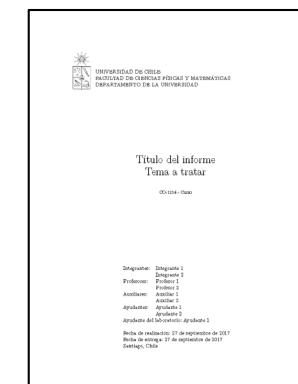 UNIVERSIDAD DE CHILE
FACULTAD DE CIENCIAS FÍSICAS Y MATEMÁTICAS
DEPARTAMENTO DE LA UNIVERSIDAD
Título del informe
Tema a tratar
CC-1234 - Curso
Integrantes: Integrante 1
Integrante 2
Profesores: Profesor 1
Profesor 2
Auxiliares: Auxiliar 1
Auxiliar 2
Ayudantes: Ayudante 1
Ayudante 2
Ayudante del laboratorio: Ayudante 1
Fecha de realización: 27 de septiembre de 2017
Fecha de entrega: 27 de septiembre de 2017
Santiago, Chile